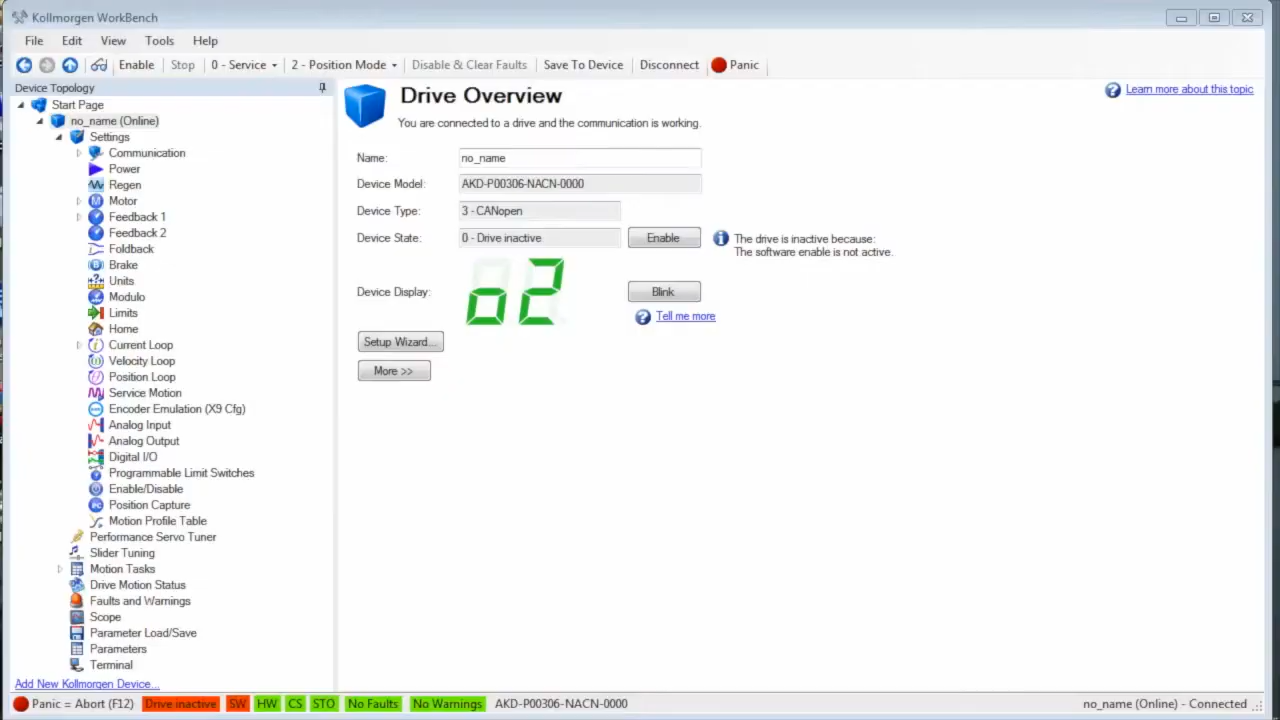 Kollmorgen WorkBench
File Edit View Tools Help
Enable Stop 0 - Service 2 - Position Mode Disable & Clear Faults Save To Device Disconnect Panic
Device Topology
Start Page
no_name (Online)
Settings
Communication
Power
Regen
Motor
Feedback 1
Feedback 2
Foldback
Brake
Units
Modulo
Limits
Home
Current Loop
Velocity Loop
Position Loop
Service Motion
Encoder Emulation (X9 Cfg)
Analog Input
Analog Output
Digital I/O
Programmable Limit Switches
Enable/Disable
Position Capture
Motion Profile Table
Performance Servo Tuner
Slider Tuning
Motion Tasks
Drive Motion Status
Faults and Warnings
Scope
Parameter Load/Save
Parameters
Terminal
Add New Kollmorgen Device...
Drive Overview
Learn more about this topic
You are connected to a drive and the communication is working.
Name: no_name
Device Model: AKD-P00306-NACN-0000
Device Type: 3 - CANopen
Device State: 0 - Drive inactive Enable The drive is inactive because:
The software enable is not active.
Device Display: o2 Blink
Tell me more
Setup Wizard...
More >>
Panic = Abort (F12) Drive inactive SW HW CS STO No Faults No Warnings AKD-P00306-NACN-0000 no_name (Online) - Connected